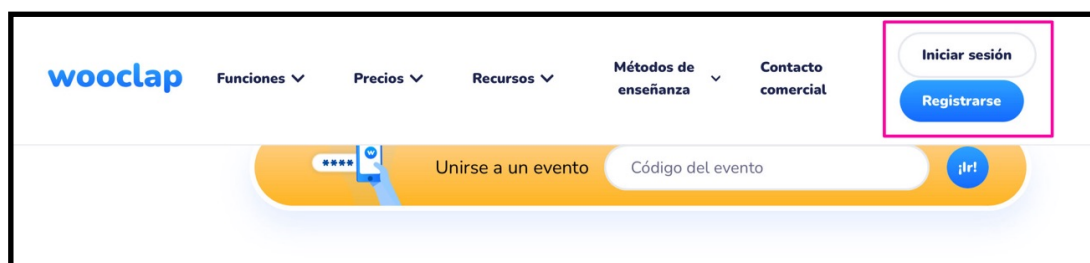 wooclap
Funciones
Precios
Recursos
Métodos de
enseñanza
Contacto
comercial
Iniciar sesión
Registrarse
****
w
Unirse a un evento
Código del evento
¡Ir!